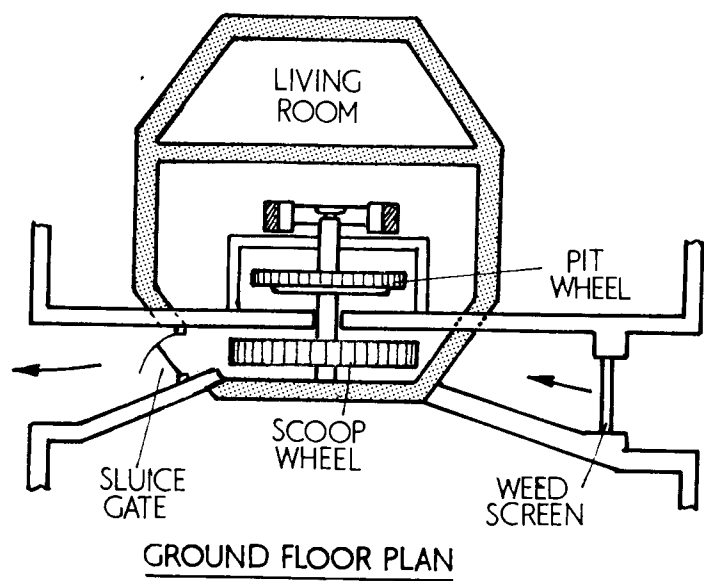 LIVING
ROOM
PIT
WHEEL
SCOOP
WHEEL
SLUICE
GATE
WEED
SCREEN
GROUND FLOOR PLAN